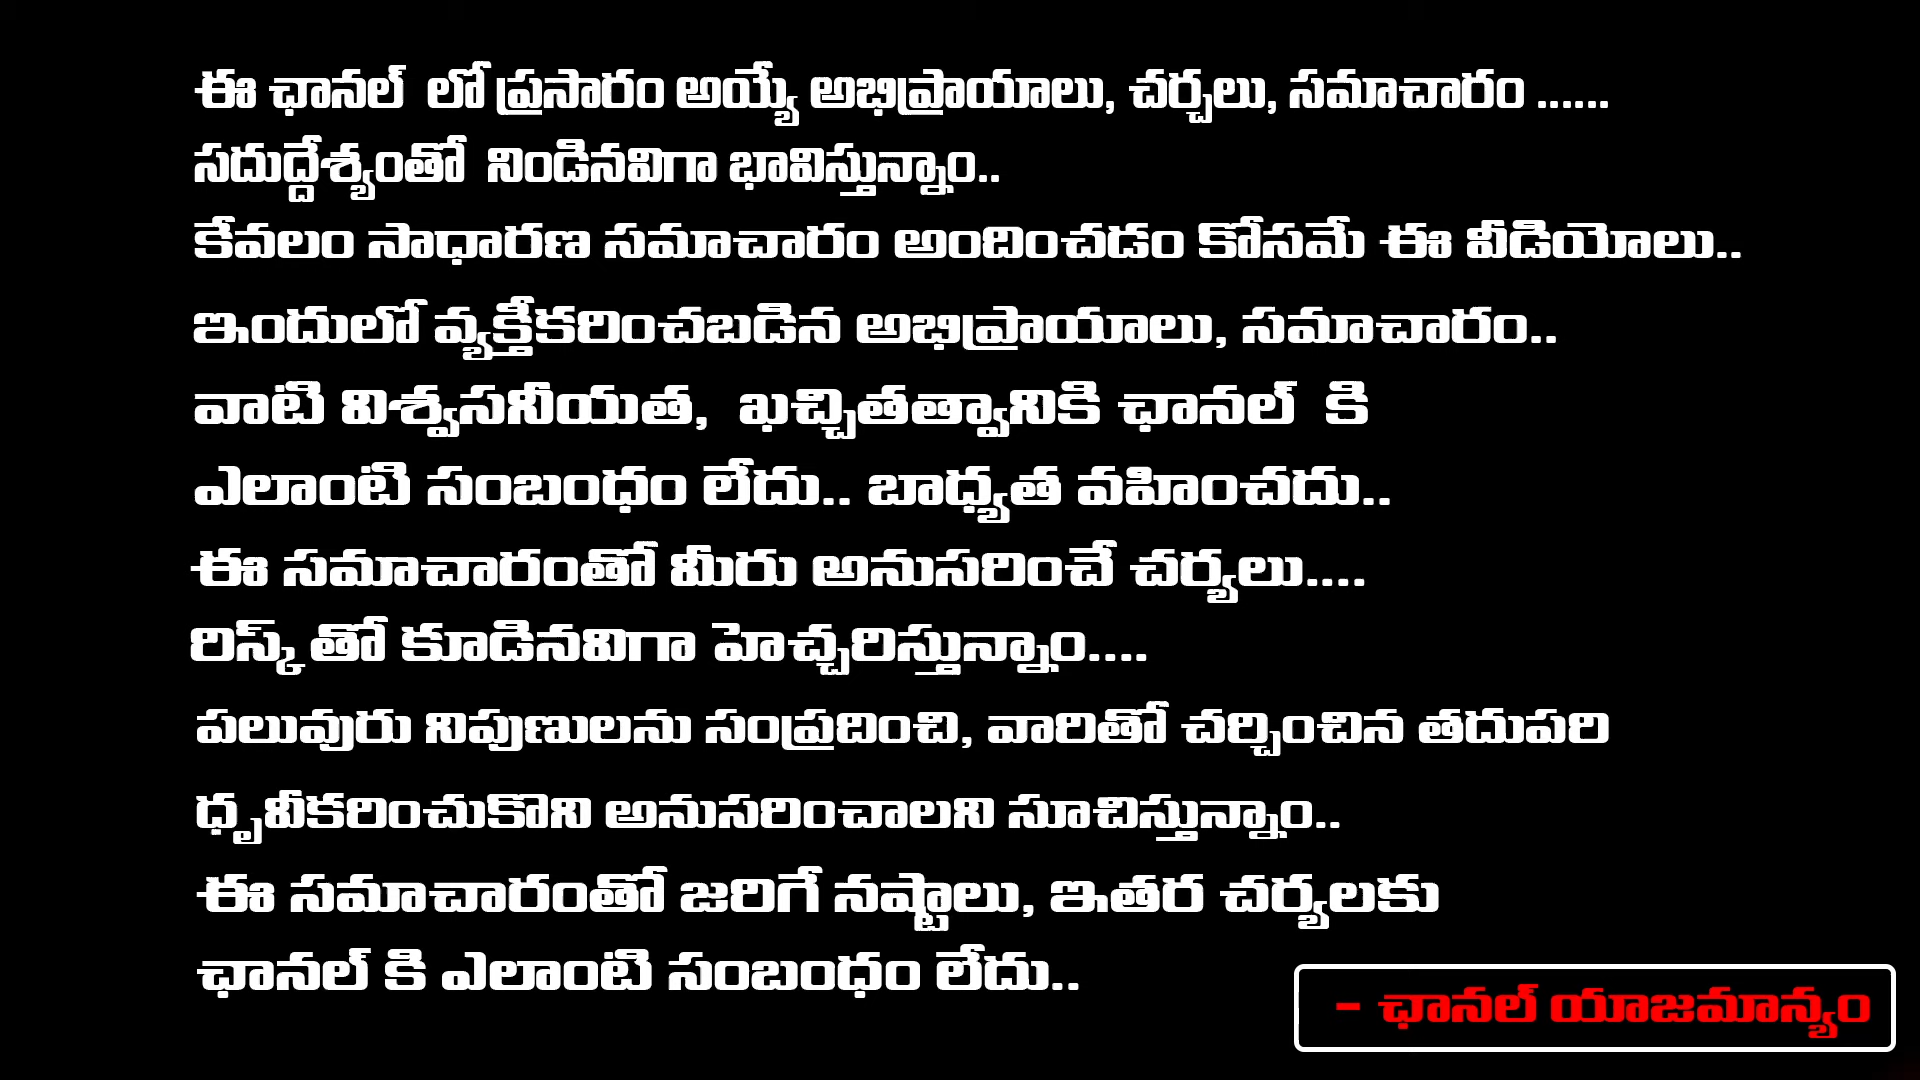 ఈ ఛానల్ లో ప్రసారం అయ్యే అభిప్రాయాలు, చర్చలు, సమాచారం ......
సదుద్దేశ్యంతో నిండినవిగా భావిస్తున్నాం..
కేవలం సాధారణ సమాచారం అందించడం కోసమే ఈ వీడియోలు..
ఇందులో వ్యక్తీకరించబడిన అభిప్రాయాలు, సమాచారం..
వాటి విశ్వసనీయత, ఖచ్చితత్వానికి ఛానల్ కి
ఎలాంటి సంబంధం లేదు.. బాధ్యత వహించదు..
ఈ సమాచారంతో మీరు అనుసరించే చర్యలు....
రిస్క్ తో కూడినవిగా హెచ్చరిస్తున్నాం....
పలువురు నిపుణులను సంప్రదించి, వారితో చర్చించిన తదుపరి
ధృవీకరించుకొని అనుసరించాలని సూచిస్తున్నాం..
ఈ సమాచారంతో జరిగే నష్టాలు, ఇతర చర్యలకు
ఛానల్ కి ఎలాంటి సంబంధం లేదు..
- ఛానల్ యాజమాన్యం